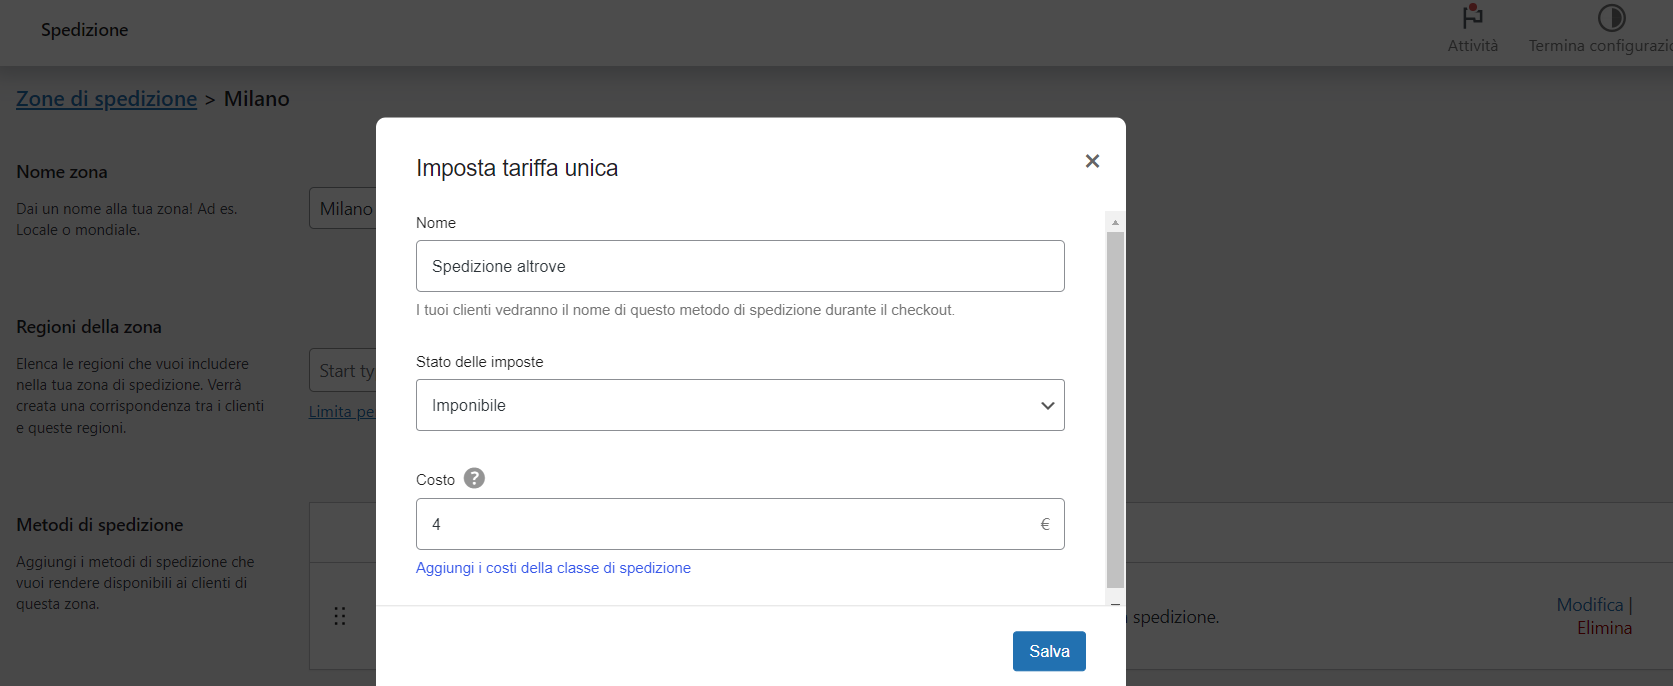 Spedizione
Attività
Termina
Zone di spedizione > Milano
Imposta tariffa unica
Nome zona
Dai un nome alla tua zona! Ad es.
Locale o mondiale.
Milano
Nome
Spedizione altrove
I tuoi clienti vedranno il nome di questo metodo di spedizione durante il checkout.
Regioni della zona
Elenca le regioni che vuoi includere
nella tua zona di spedizione. Verrà
creata una corrispondenza tra i clienti
e queste regioni.
Start
Limita
Stato delle imposte
Imponibile
Costo ?
4 €
Aggiungi i costi della classe di spedizione
Metodi di spedizione
Aggiungi i metodi di spedizione che
vuoi rendere disponibili ai clienti di
questa zona.
spedizione.
Modifica |
Elimina
Salva